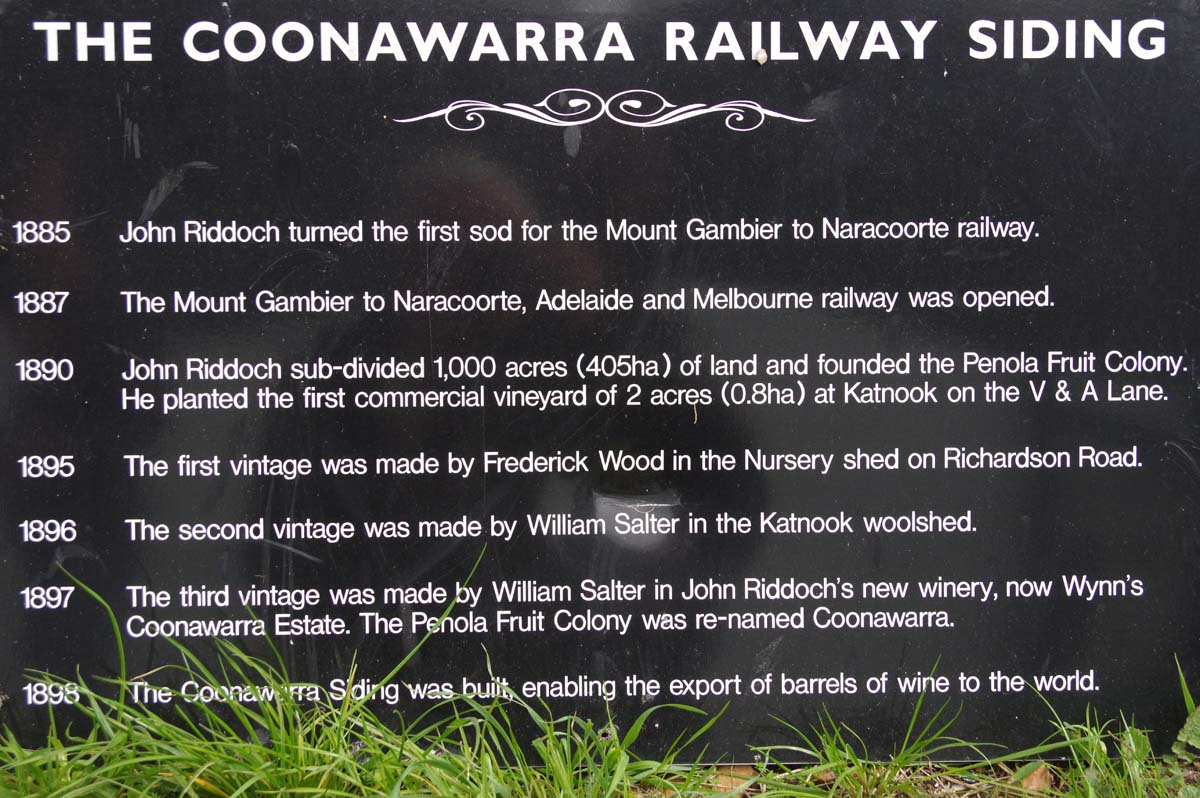 THE COONAWARRA RAILWAY SIDING
1885 John Riddoch turned the first sod for the Mount Gambier to Naracoorte railway.
1887 The Mount Gambier to Naracoorte, Adelaide and Melbourne railway was opened.
1890 John Riddoch sub-divided 1,000 acres (405ha) of land and founded the Penola Fruit Colony.
He planted the first commercial vineyard of 2 acres (0.8ha) at Katnook on the V & A Lane.
1895 The first vintage was made by Frederick Wood in the Nursery shed on Richardson Road.
1896 The second vintage was made by William Salter in the Katnook woolshed.
1897 The third vintage was made by William Salter in John Riddoch's new winery, now Wynn's
Coonawarra Estate. The Penola Fruit Colony was re-named Coonawarra.
1898 The Coonawarra Siding was built, enabling the export of barrels of wine to the world.